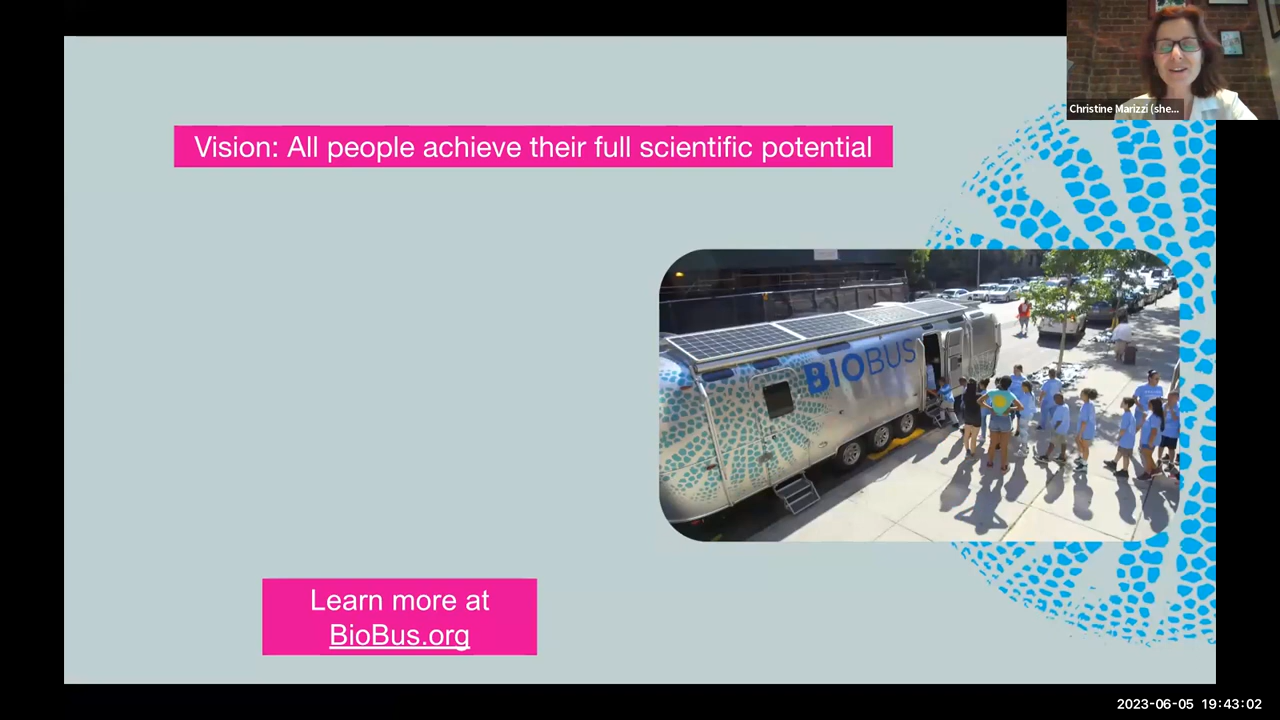 Christine Marizzi (she...
Vision: All people achieve their full scientific potential
BIOBUS
Learn more at
BioBus.org
2023-06-05 19:43:02